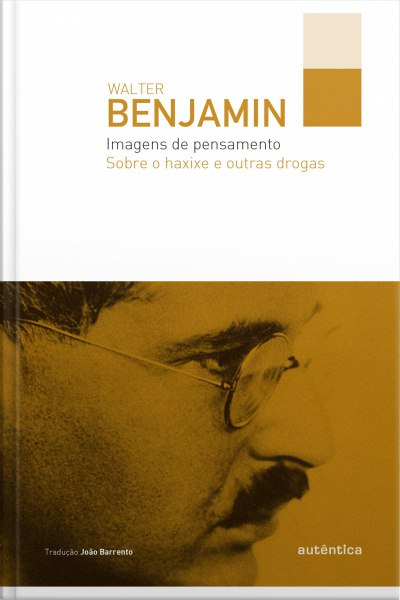 WALTER
BENJAMIN
Imagens de pensamento
Sobre o haxixe e outras drogas
Tradução João Barrento
autêntica